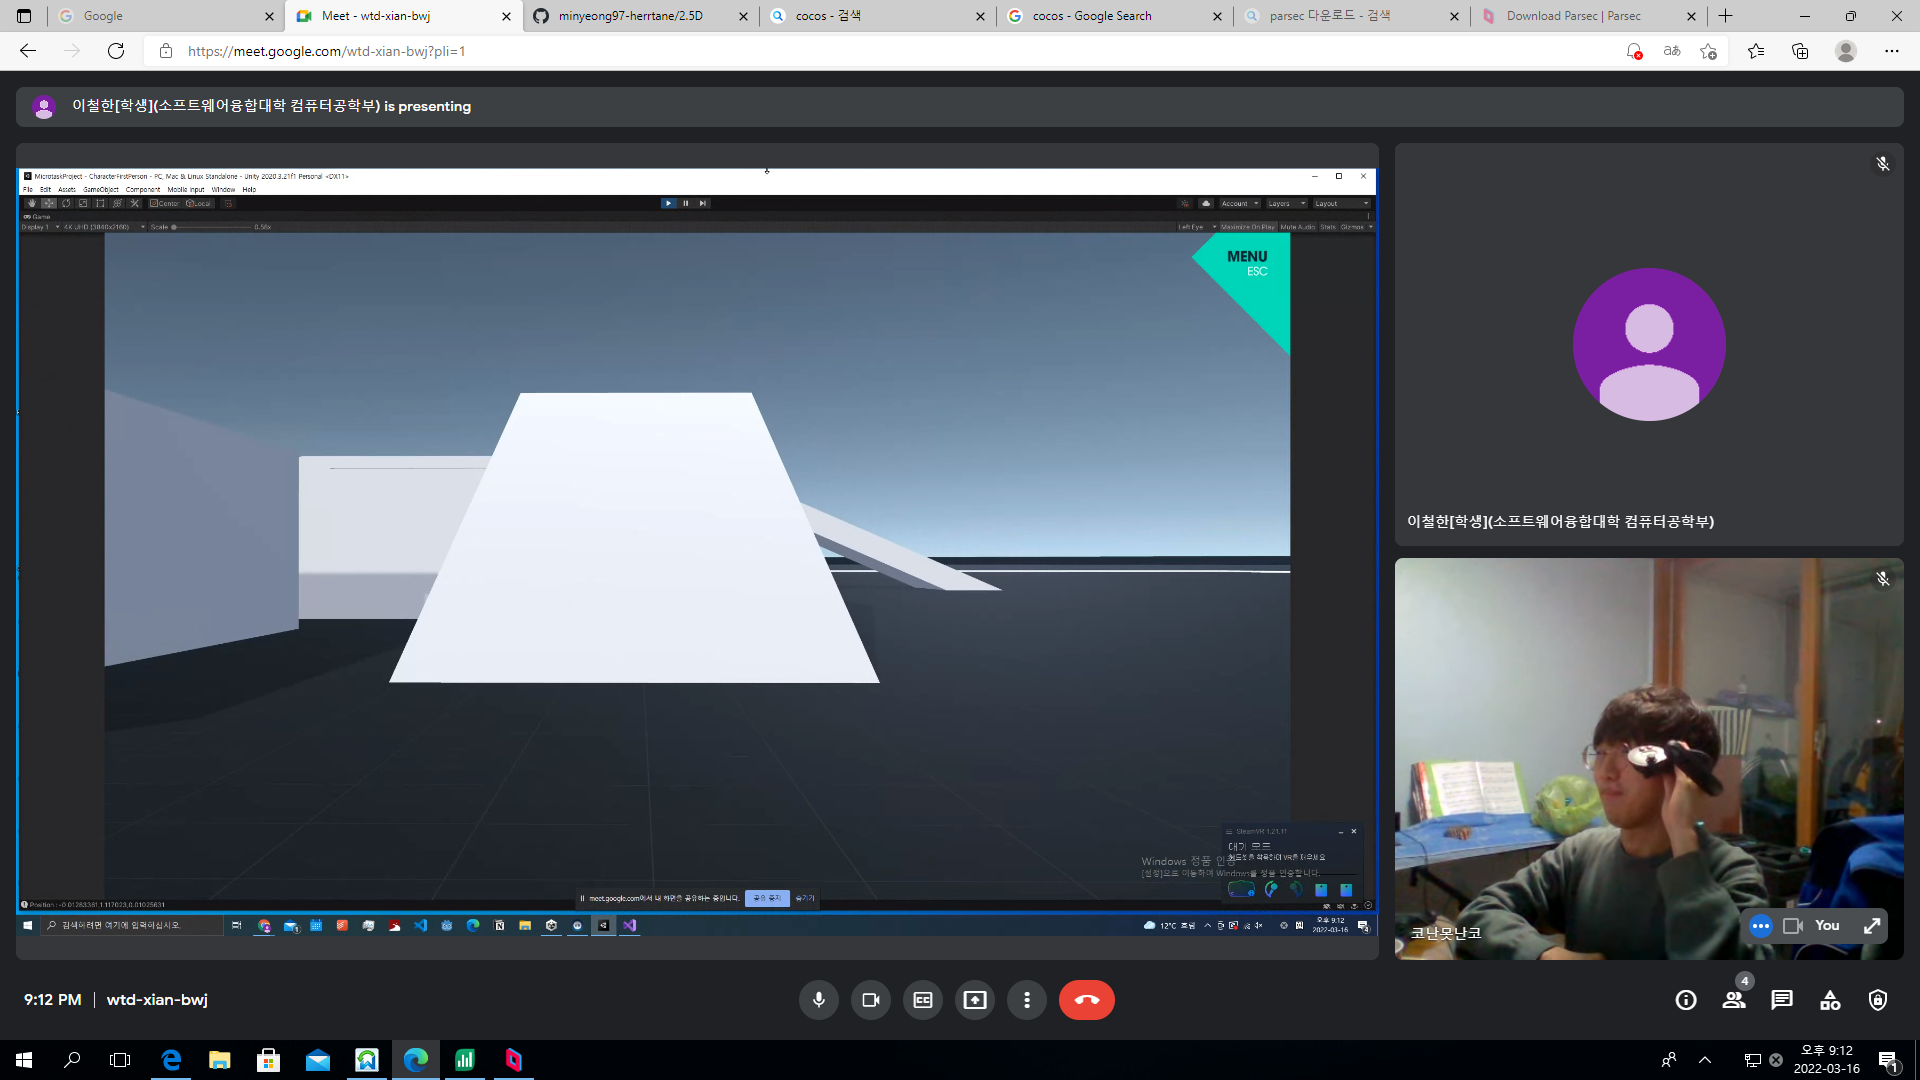 Google
Meet - wtd-xian-bwj
minyeong97-herrtane/2.5D
cocos - 검색
cocos - Google Search
parsec 다운로드 - 검색
Download Parsec | Parsec
https://meet.google.com/wtd-xian-bwj?pli=1
이철한[학생](소프트웨어융합대학 컴퓨터공학부) is presenting
MicrotaskProject - CharacterFirstPerson - PC, Mac & Linux Standalone - Unity 2020.3.21f1 Personal <DX11>
File Edit Assets GameObject Component Mobile Input Window Help
Center Local
Account Layers Layout
Game
Display 1 4K UHD (3840x2160) Scale 0.56x
Left Eye Maximize On Play Mute Audio Stats Gizmos
MENU
ESC
SteamVR 1.21.11
대기 모드
Windows 정품 인증
[설정]으로 이동하여 Windows를 정품 인증합니다.
meet.google.com에서 내 화면을 공유하는 중입니다. 공유 중지 숨기기
Position : -0.01283361,1.117023,0.01025631
검색하려면 여기에 입력하십시오.
12°C 흐림
오후 9:12
2022-03-16
이철한[학생](소프트웨어융합대학 컴퓨터공학부)
코난못난코
You
9:12 PM | wtd-xian-bwj
4
오후 9:12
2022-03-16
1